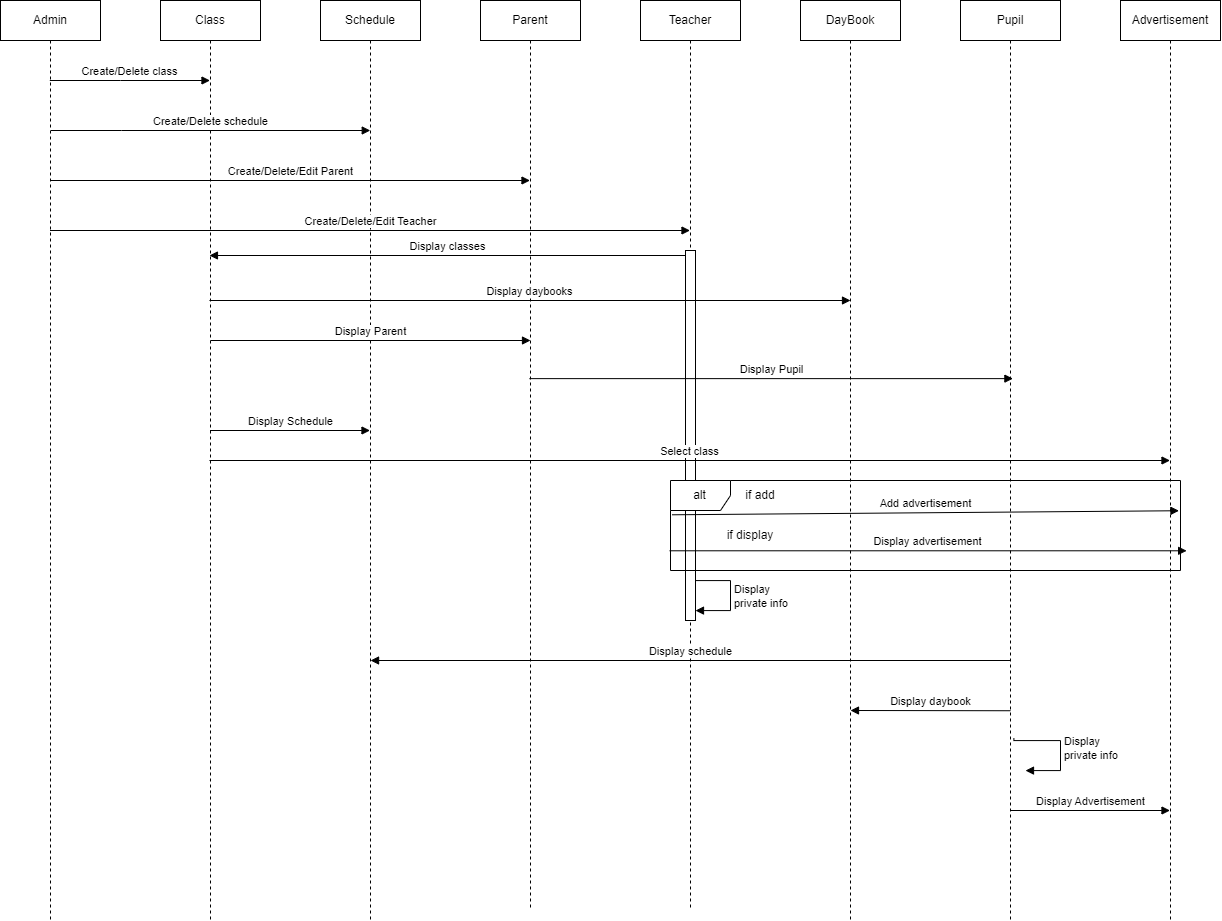 Admin
Class
Schedule
Parent
Teacher
DayBook
Pupil
Advertisement
Create/Delete class
Create/Delete schedule
Create/Delete/Edit Parent
Create/Delete/Edit Teacher
Display classes
Display daybooks
Display Parent
Display Pupil
Display Schedule
Select class
alt
if add
Add advertisement
if display
Display advertisement
Display
private info
Display schedule
Display daybook
Display
private info
Display Advertisement